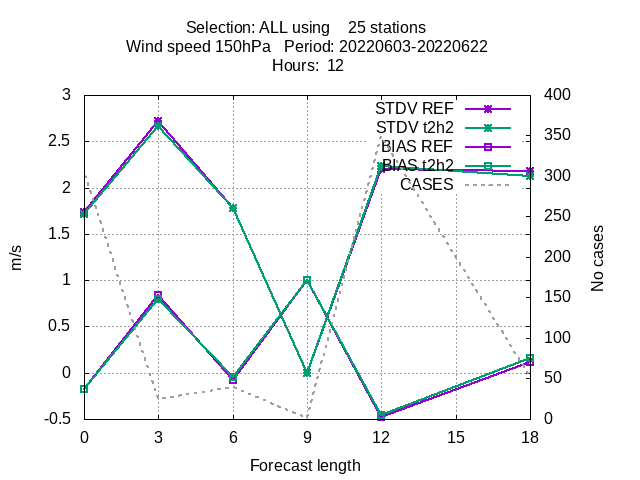 Selection: ALL using    25 stations
Wind speed 150hPa   Period: 20220603-20220622
Hours:  12
STDV REF
STDV t2h2
BIAS REF
BIAS t2h2
CASES
3
2.5
2
1.5
1
0.5
0
-0.5
m/s
400
350
300
250
200
150
100
50
0
No cases
0 3 6 9 12 15 18
Forecast length